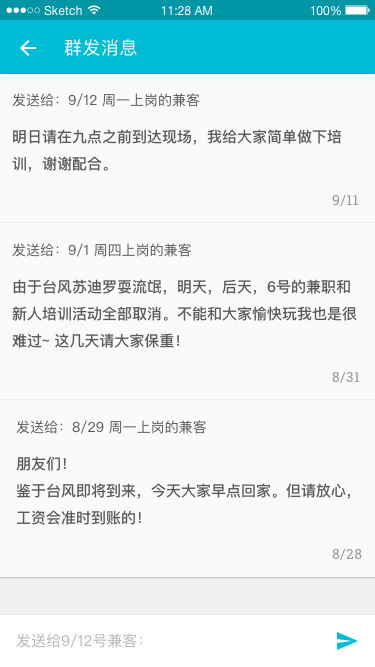 Sketch 11:28 AM 100%
群发消息
发送给：9/12 周一上岗的兼客
明日请在九点之前到达现场，我给大家简单做下培
训，谢谢配合。
9/11
发送给：9/1 周四上岗的兼客
由于台风苏迪罗耍流氓，明天，后天，6号的兼职和
新人培训活动全部取消。不能和大家愉快玩我也是很
难过~ 这几天请大家保重！
8/31
发送给：8/29 周一上岗的兼客
朋友们！
鉴于台风即将到来，今天大家早点回家。但请放心，
工资会准时到账的！
8/28
发送给9/12号兼客：